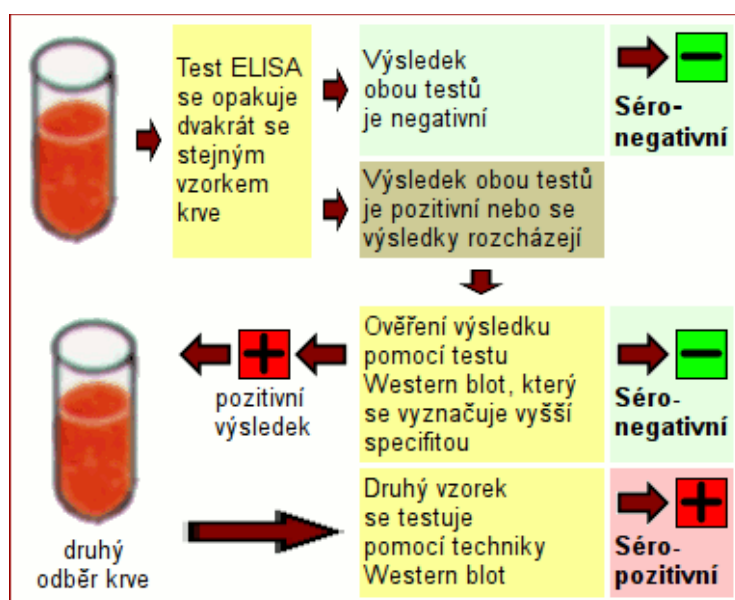 Test ELISA
se opakuje
dvakrát se
stejným
vzorkem
krve
Výsledek
obou testů
je negativní
Séro-
negativní
Výsledek obou testů
je pozitivní nebo se
výsledky rozcházejí
Ověření výsledku
pomocí testu
Western blot, který
se vyznačuje vyšší
specifitou
Séro-
negativní
pozitivní
výsledek
druhý
odběr krve
Druhý vzorek
se testuje
pomocí techniky
Western blot
Séro-
pozitivní